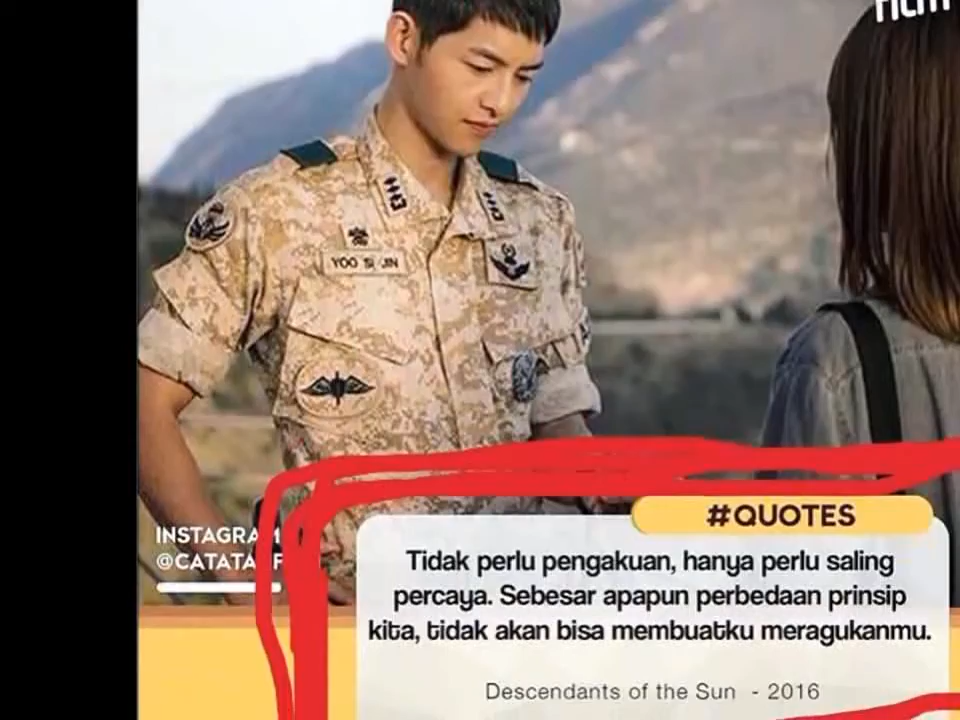 YOO SI JIN
INSTAGRAM
#QUOTES
Tidak perlu pengakuan, hanya perlu saling
percaya. Sebesar apapun perbedaan prinsip
kita, tidak akan bisa membuatku meragukanmu.
Descendants of the Sun - 2016